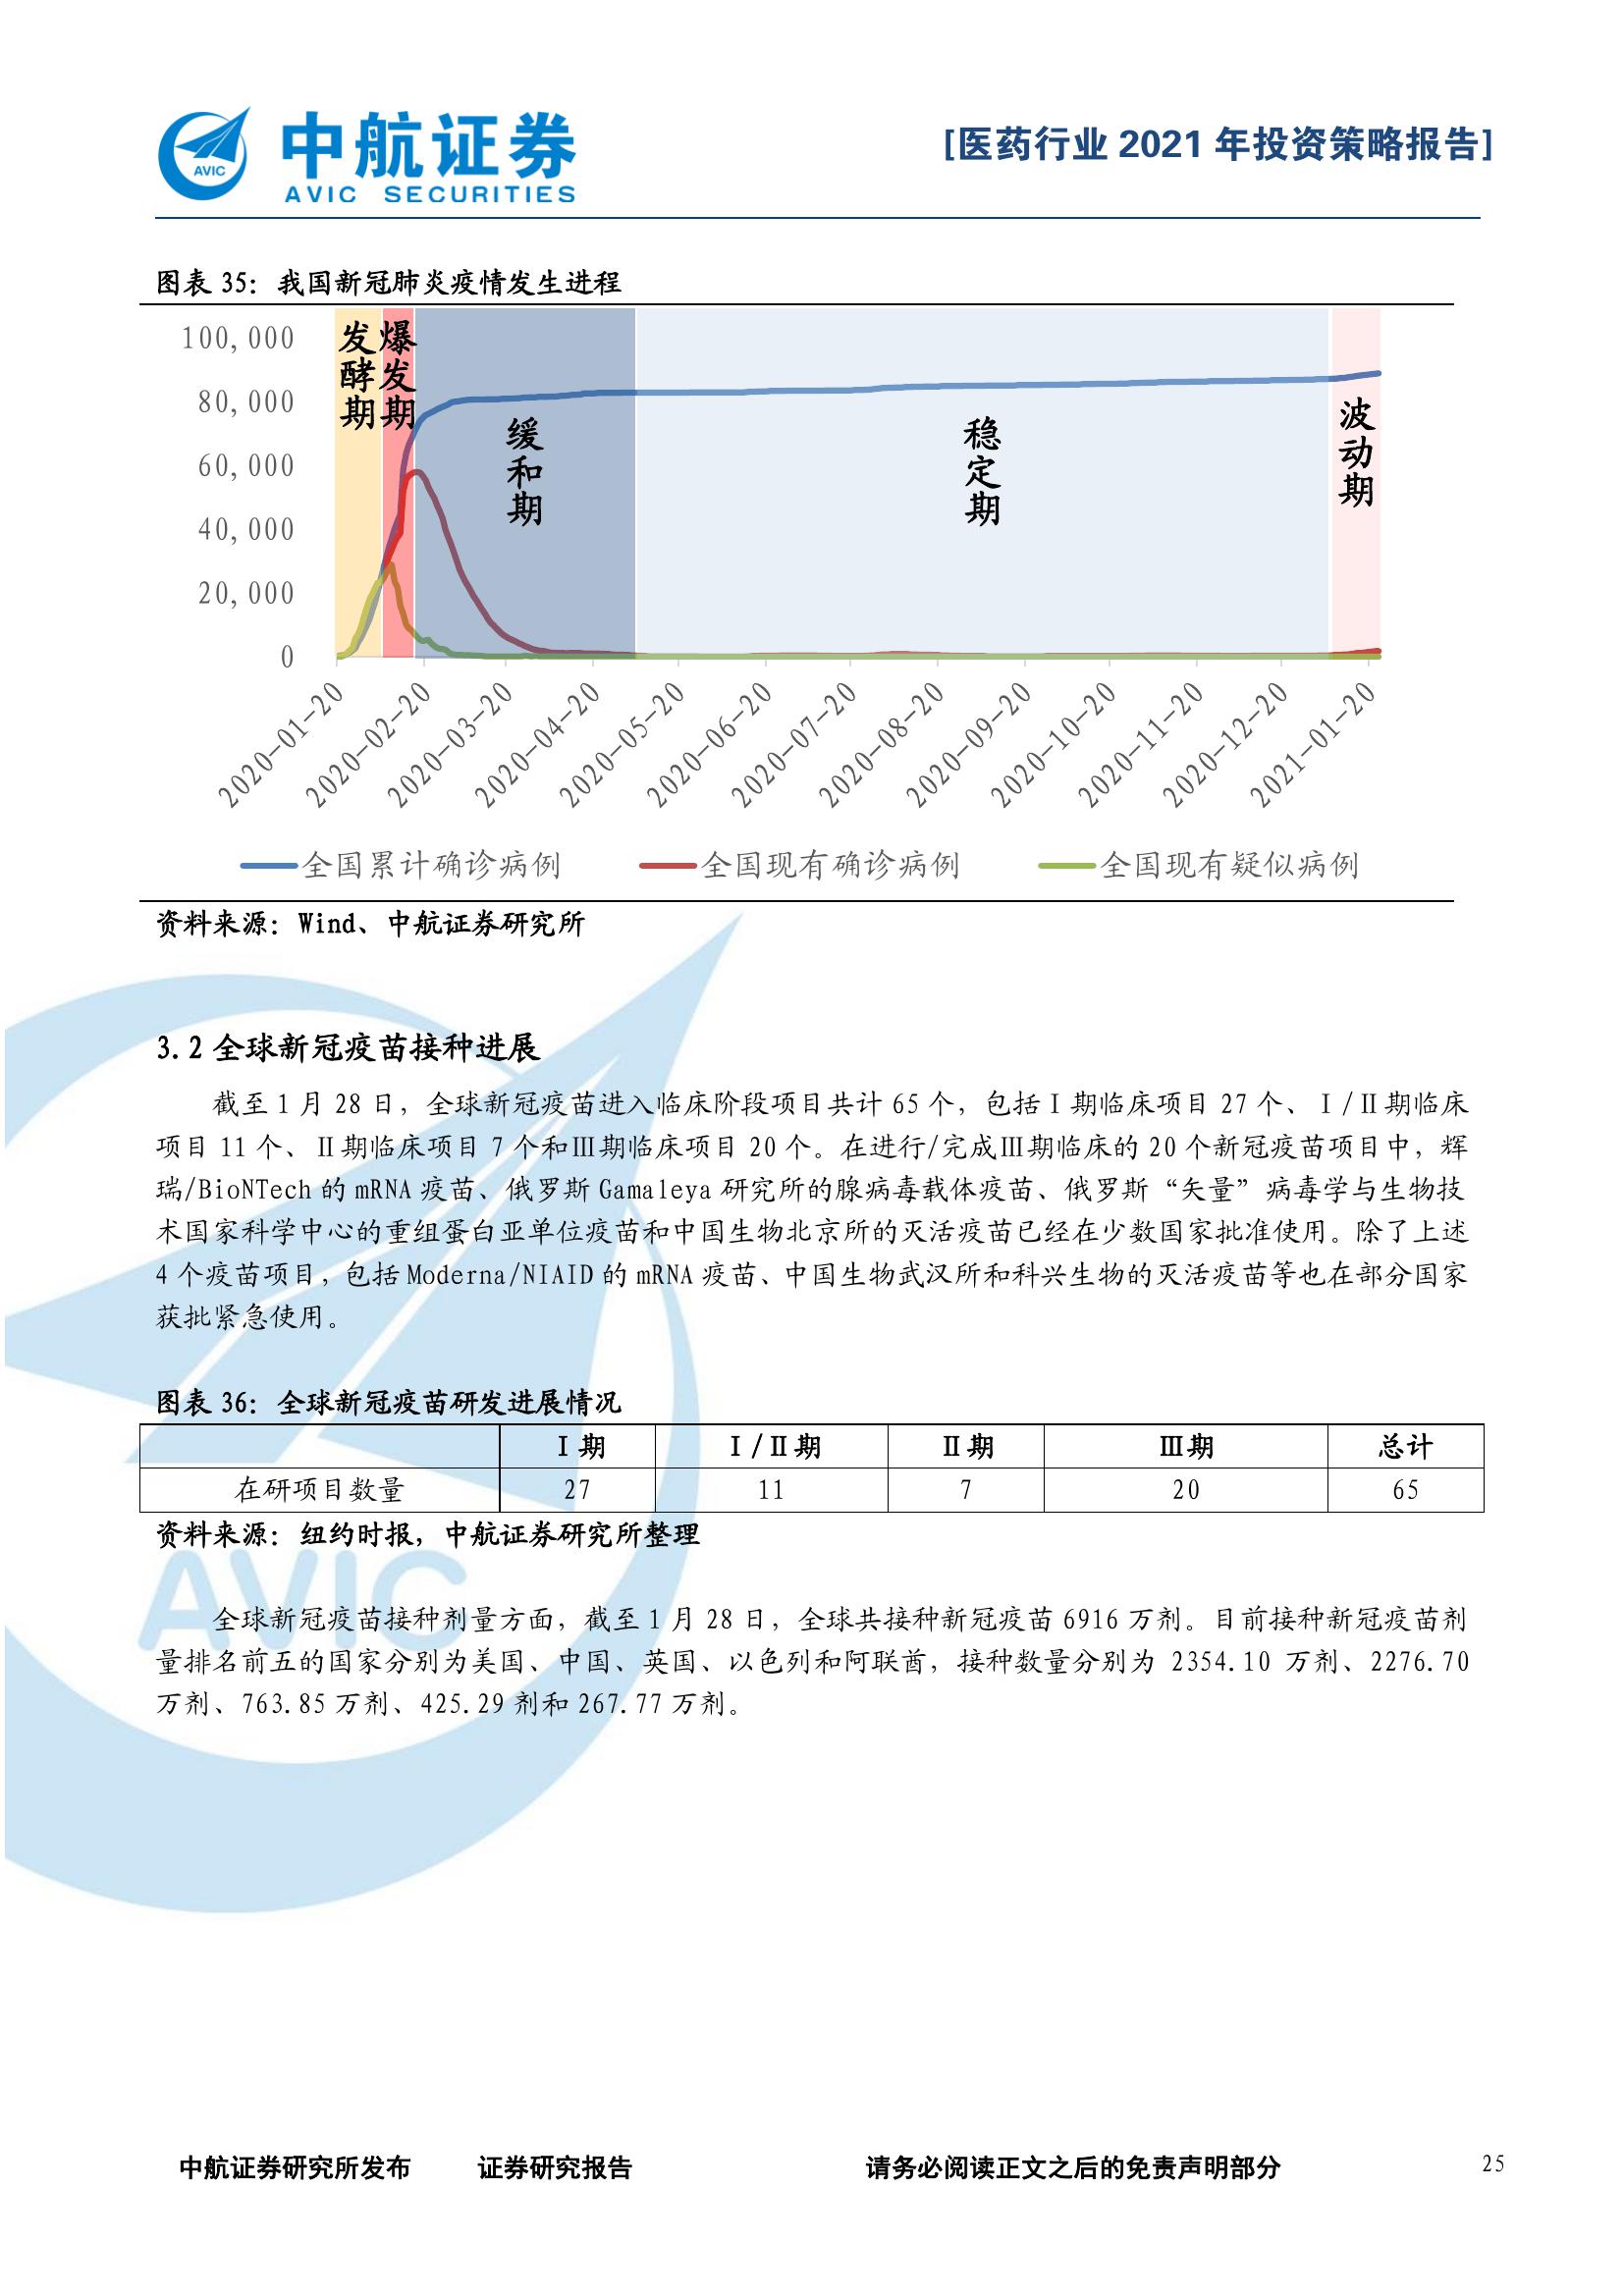 AVIC
中航证券
AVIC SECURITIES
[医药行业 2021 年投资策略报告]
图表 35：我国新冠肺炎疫情发生进程
100,000
80,000
60,000
40,000
20,000
0
发酵期
爆发期
缓和期
稳定期
波动期
2020-01-20
2020-02-20
2020-03-20
2020-04-20
2020-05-20
2020-06-20
2020-07-20
2020-08-20
2020-09-20
2020-10-20
2020-11-20
2020-12-20
2021-01-20
全国累计确诊病例 全国现有确诊病例 全国现有疑似病例
资料来源：Wind、中航证券研究所
3.2 全球新冠疫苗接种进展
截至 1 月 28 日，全球新冠疫苗进入临床阶段项目共计 65 个，包括Ⅰ期临床项目 27 个、Ⅰ/Ⅱ期临床
项目 11 个、Ⅱ期临床项目 7 个和Ⅲ期临床项目 20 个。在进行/完成Ⅲ期临床的 20 个新冠疫苗项目中，辉
瑞/BioNTech 的 mRNA 疫苗、俄罗斯 Gamaleya 研究所的腺病毒载体疫苗、俄罗斯“矢量”病毒学与生物技
术国家科学中心的重组蛋白亚单位疫苗和中国生物北京所的灭活疫苗已经在少数国家批准使用。除了上述
4 个疫苗项目，包括 Moderna/NIAID 的 mRNA 疫苗、中国生物武汉所和科兴生物的灭活疫苗等也在部分国家
获批紧急使用。
图表 36：全球新冠疫苗研发进展情况
Ⅰ期 Ⅰ/Ⅱ期 Ⅱ期 Ⅲ期 总计
在研项目数量 27 11 7 20 65
资料来源：纽约时报，中航证券研究所整理
AVIC
全球新冠疫苗接种剂量方面，截至 1 月 28 日，全球共接种新冠疫苗 6916 万剂。目前接种新冠疫苗剂
量排名前五的国家分别为美国、中国、英国、以色列和阿联酋，接种数量分别为 2354.10 万剂、2276.70
万剂、763.85 万剂、425.29 剂和 267.77 万剂。
中航证券研究所发布 证券研究报告 请务必阅读正文之后的免责声明部分 25